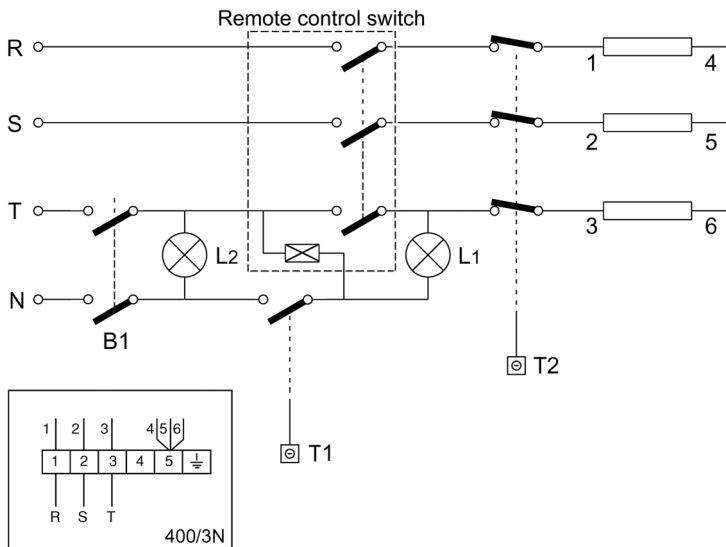 Remote control switch
R 1 4
S 2 5
T 3 6
L2 L1
N
B1
T2
T1
1 2 3 4 5 6
1 2 3 4 5
R S T
400/3N